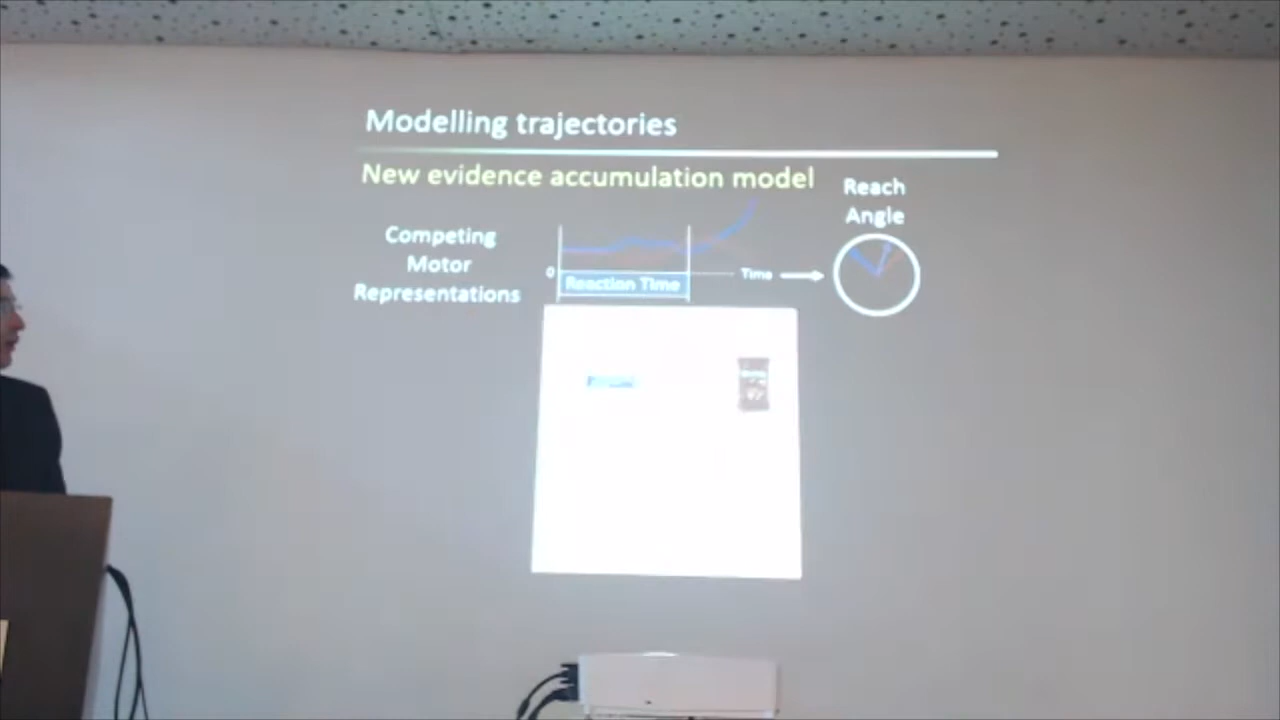 Modelling trajectories
New evidence accumulation model
Reach
Angle
Competing
Motor
Representations
0
Reaction Time
Time